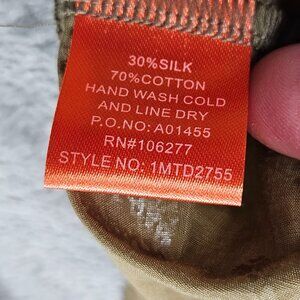 30%SILK
70%COTTON
HAND WASH COLD
AND LINE DRY
P.O.NO: A01455
RN#106277
STYLE NO: 1MTD2755